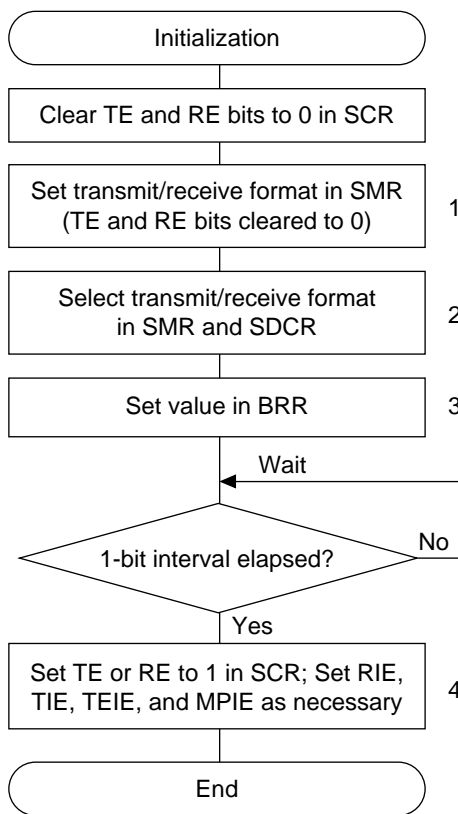 Initialization
Clear TE and RE bits to 0 in SCR
Set transmit/receive format in SMR
(TE and RE bits cleared to 0)
1
Select transmit/receive format
in SMR and SDCR
2
Set value in BRR
3
Wait
1-bit interval elapsed?
No
Yes
Set TE or RE to 1 in SCR; Set RIE,
TIE, TEIE, and MPIE as necessary
4
End